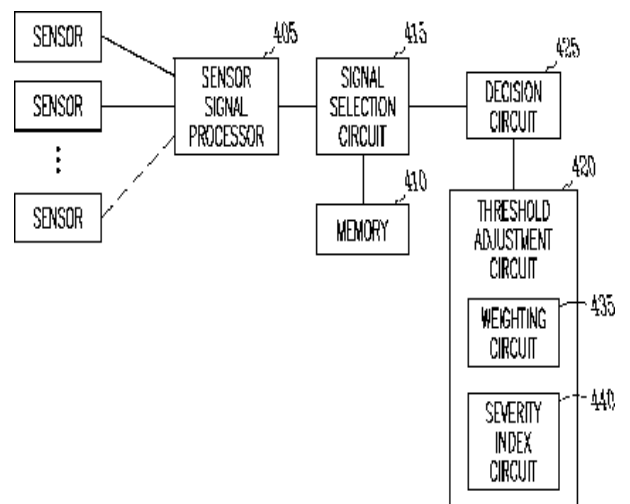 SENSOR
SENSOR
SENSOR
405
SENSOR
SIGNAL
PROCESSOR
415
SIGNAL
SELECTION
CIRCUIT
425
DECISION
CIRCUIT
410
MEMORY
420
THRESHOLD
ADJUSTMENT
CIRCUIT
435
WEIGHTING
CIRCUIT
440
SEVERITY
INDEX
CIRCUIT